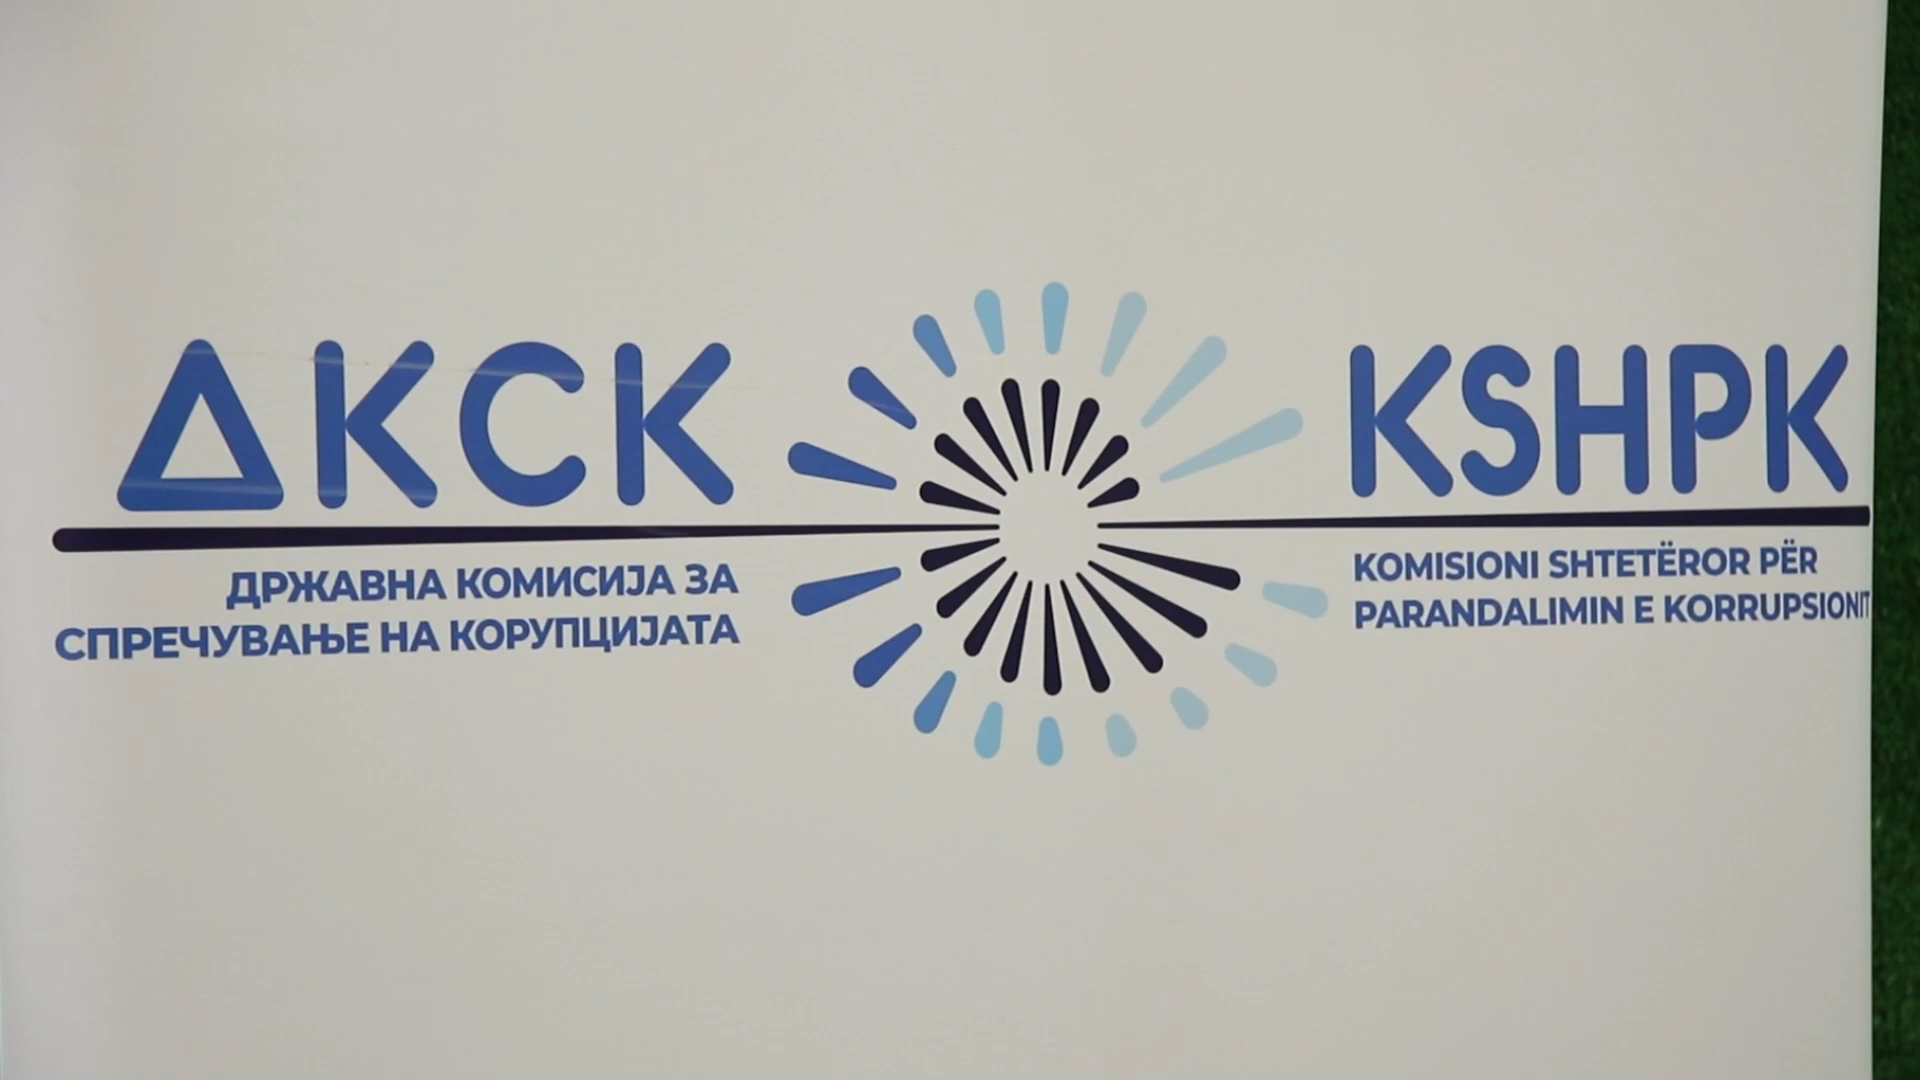 ДКСК
ДРЖАВНА КОМИСИЈА ЗА
СПРЕЧУВАЊЕ НА КОРУПЦИЈАТА
KSHPK
KOMISIONI SHTETËROR PËR
PARANDALIMIN E KORRUPSIONIT